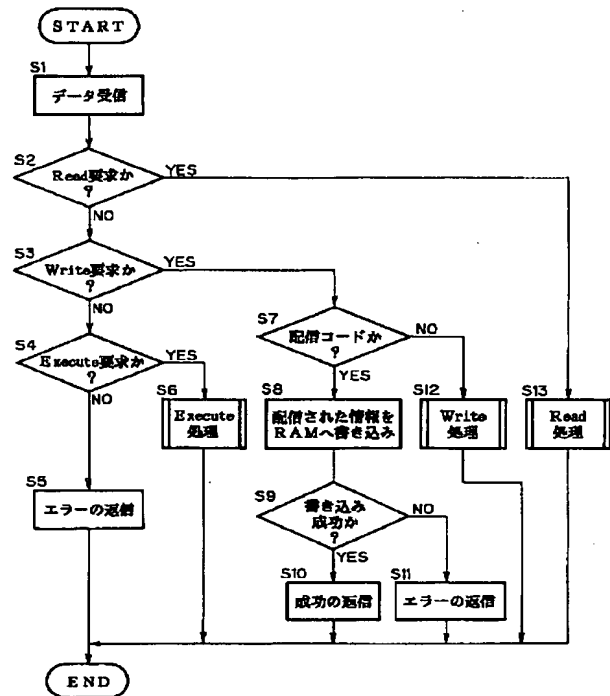 START
S1
データ受信
S2
Read要求か
?
YES
NO
S3
Write要求か
?
YES
NO
S4
Execute要求か
?
YES
NO
S5
エラーの返信
S6
Execute
処理
S7
配信コードか
?
NO
YES
S8
配信された情報を
RAMへ書き込み
S9
書き込み
成功か
?
NO
YES
S10
成功の返信
S11
エラーの返信
S12
Write
処理
S13
Read
処理
END